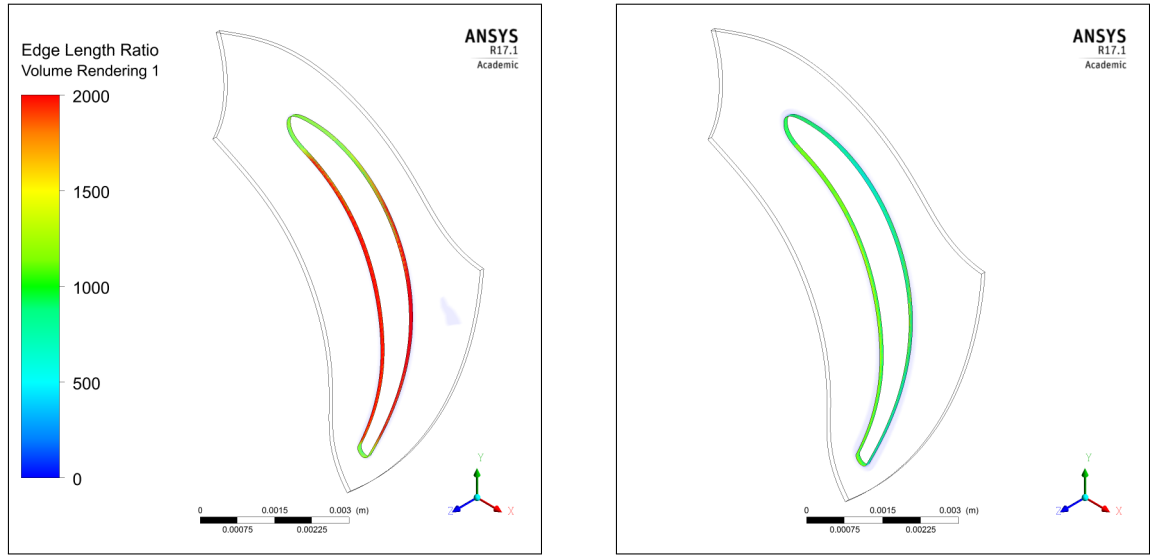 Edge Length Ratio
Volume Rendering 1
2000
1500
1000
500
0
ANSYS
R17.1
Academic
Y
Z
X
0
0.0015
0.003 (m)
0.00075
0.00225
ANSYS
R17.1
Academic
Y
Z
X
0
0.0015
0.003 (m)
0.00075
0.00225